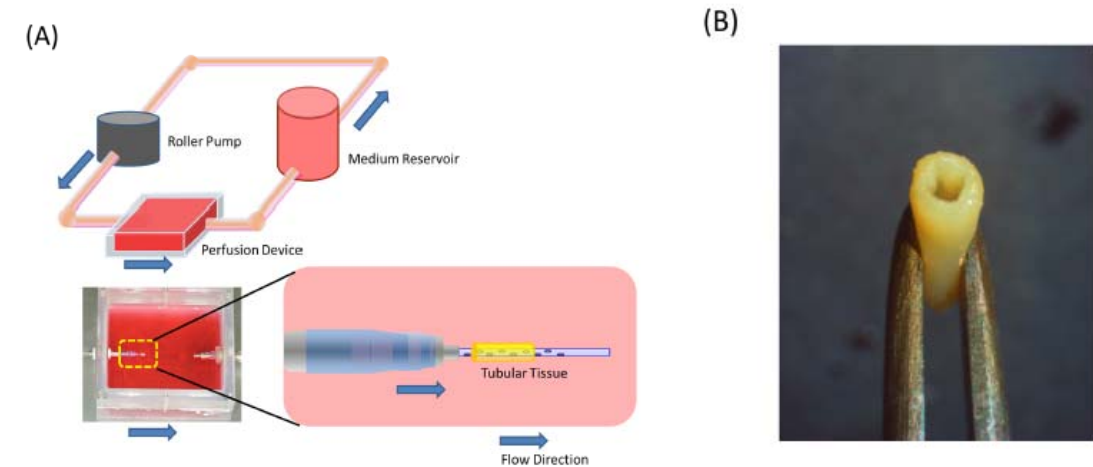 (A)
(B)
Roller Pump
Medium Reservoir
Perfusion Device
Tubular Tissue
Flow Direction